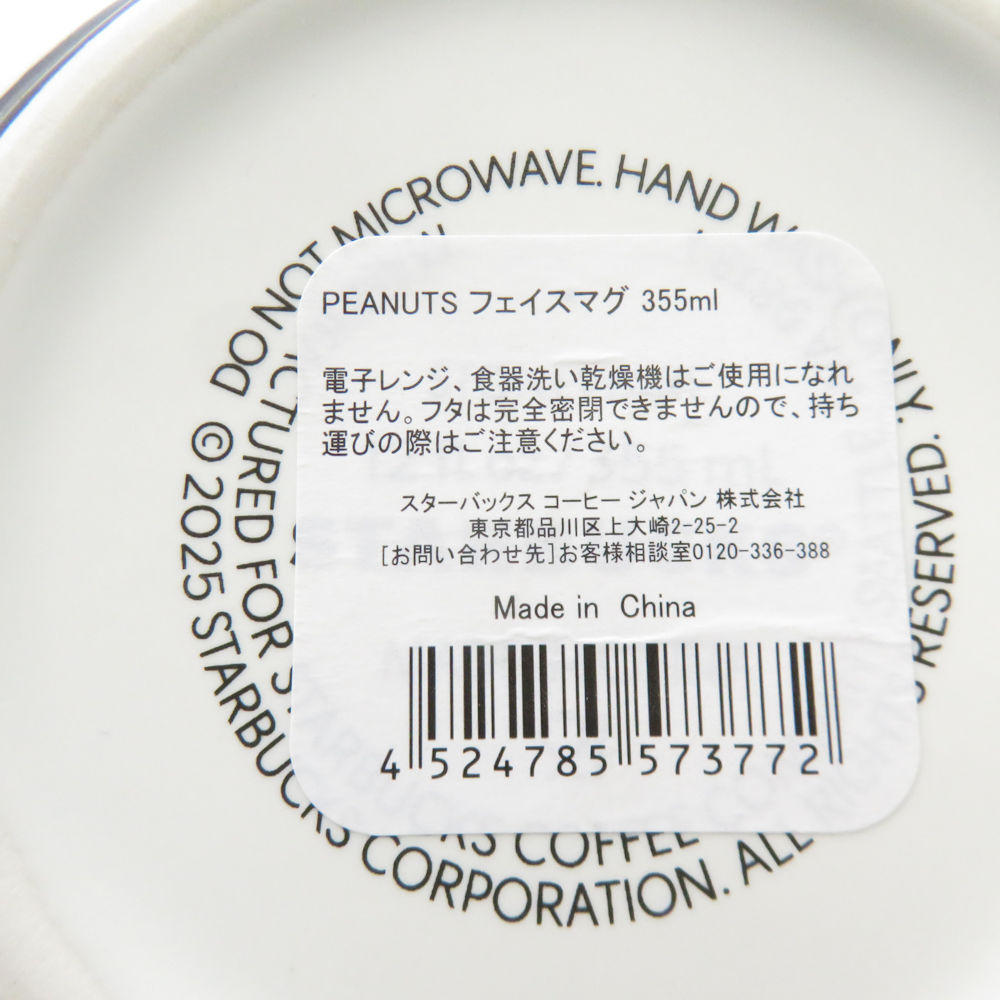 PEANUTS フェイスマグ 355ml
電子レンジ、食器洗い乾燥機はご使用になれ
ません。フタは完全密閉できませんので、持ち
運びの際はご注意ください。
スターバックス コーヒー ジャパン 株式会社
東京都品川区上大崎2-25-2
[お問い合わせ先]お客様相談室0120-336-388
Made in China
4 524785 573772
DO NOT MICROWAVE. HAND
© 2025 STARBUCKS CORPORATION. ALL
RESERVED.
FOR
COFFEE
355 ml